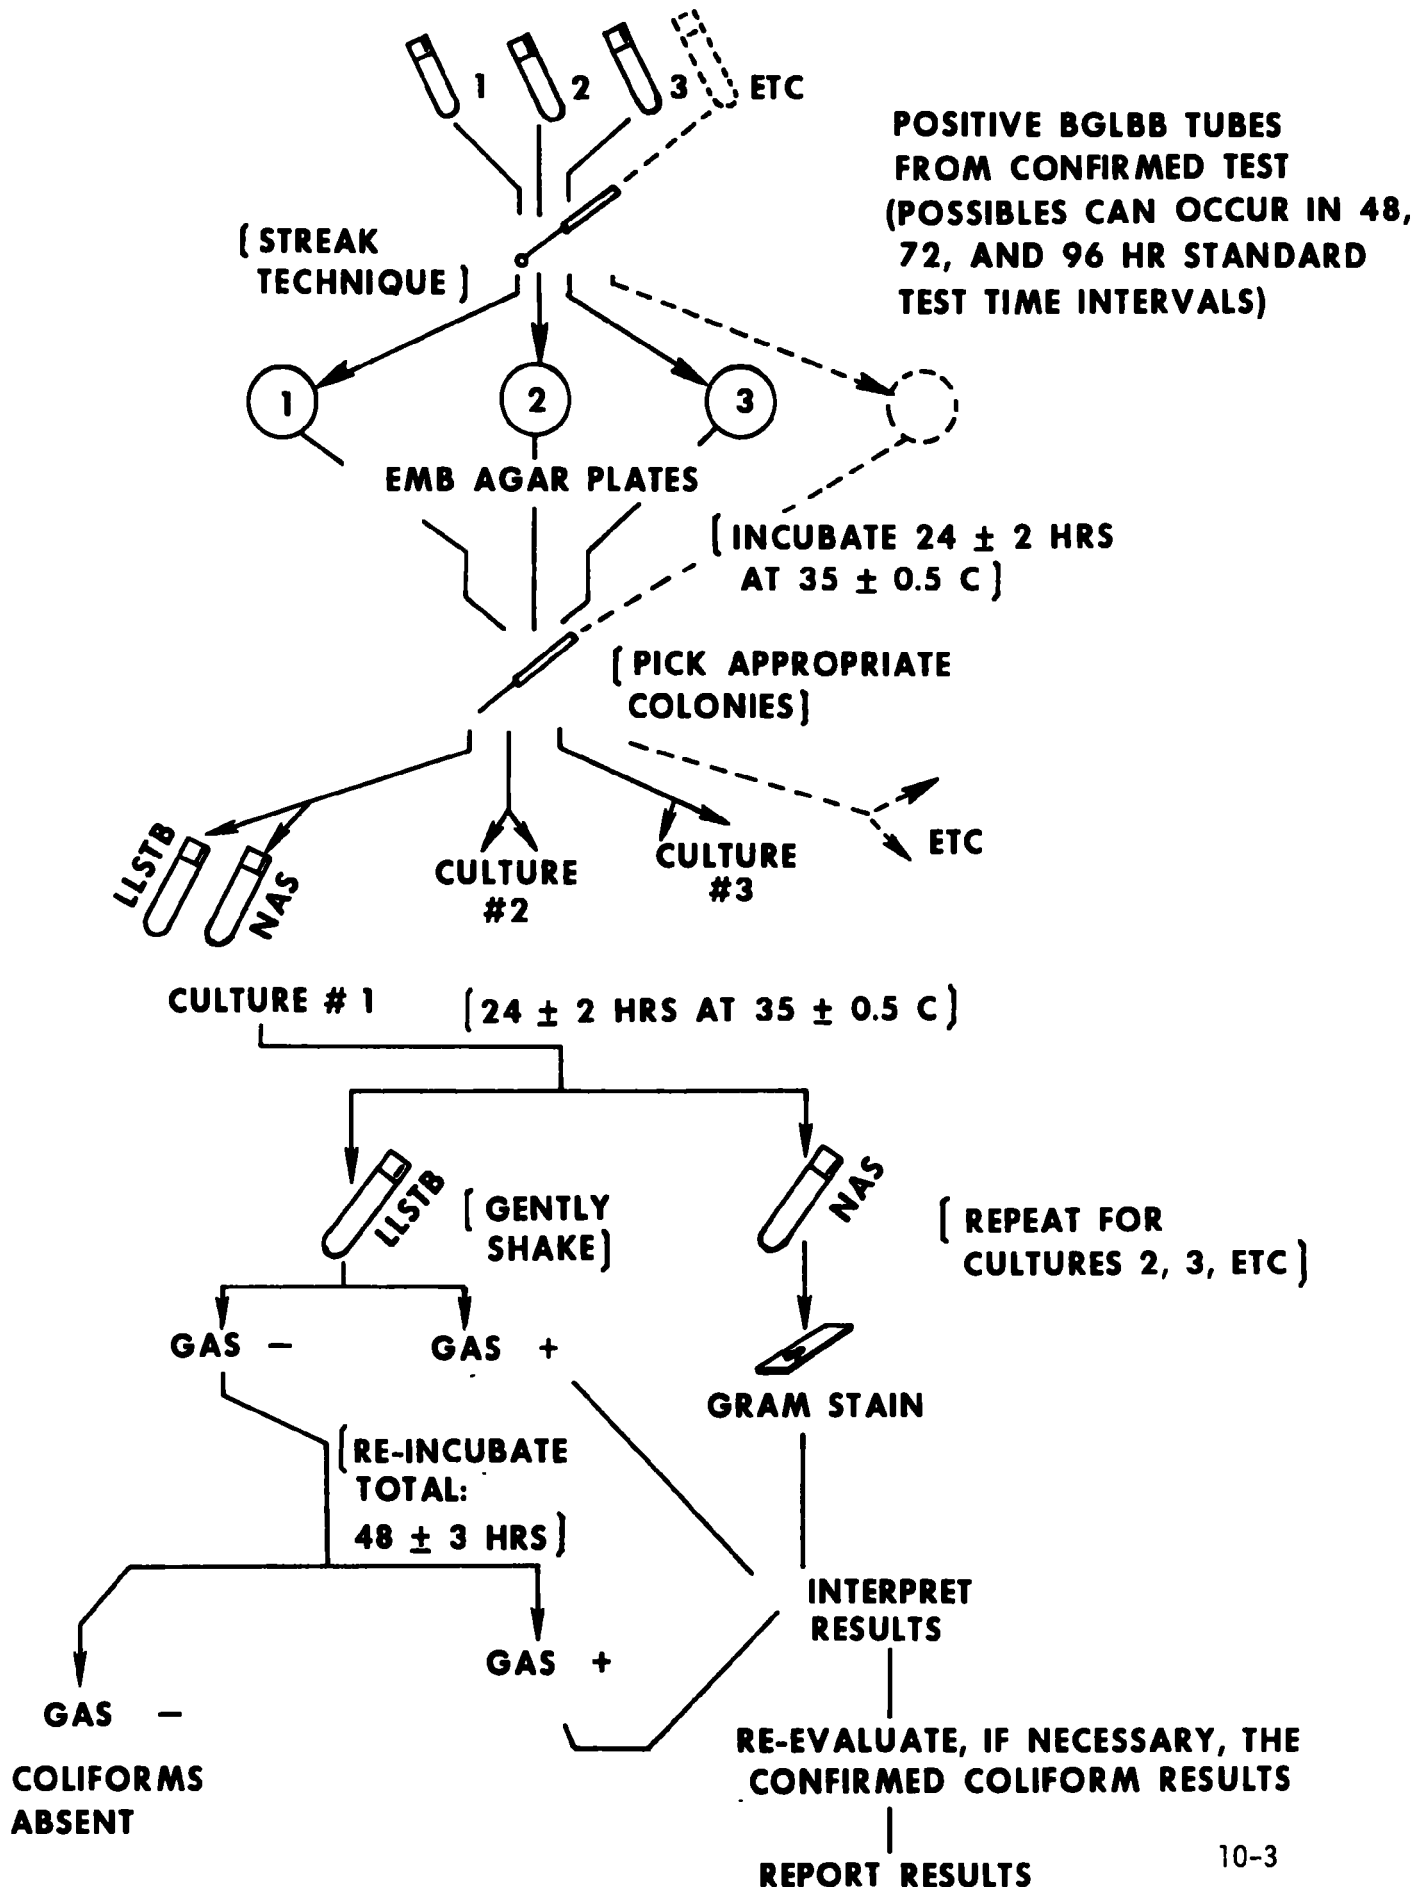 1
2
3
ETC
POSITIVE BGLBB TUBES
FROM CONFIRMED TEST
(POSSIBLES CAN OCCUR IN 48,
72, AND 96 HR STANDARD
TEST TIME INTERVALS)
[STREAK
TECHNIQUE]
1
2
3
EMB AGAR PLATES
[INCUBATE 24 ± 2 HRS
AT 35 ± 0.5 C]
[PICK APPROPRIATE
COLONIES]
LLSTB
NAS
CULTURE
#2
CULTURE
#3
ETC
CULTURE # 1
[24 ± 2 HRS AT 35 ± 0.5 C]
LLSTB
[GENTLY
SHAKE]
NAS
[REPEAT FOR
CULTURES 2, 3, ETC]
GAS −
GAS +
GRAM STAIN
[RE-INCUBATE
TOTAL:
48 ± 3 HRS]
INTERPRET
RESULTS
GAS +
GAS −
COLIFORMS
ABSENT
RE-EVALUATE, IF NECESSARY, THE
CONFIRMED COLIFORM RESULTS
REPORT RESULTS
10-3